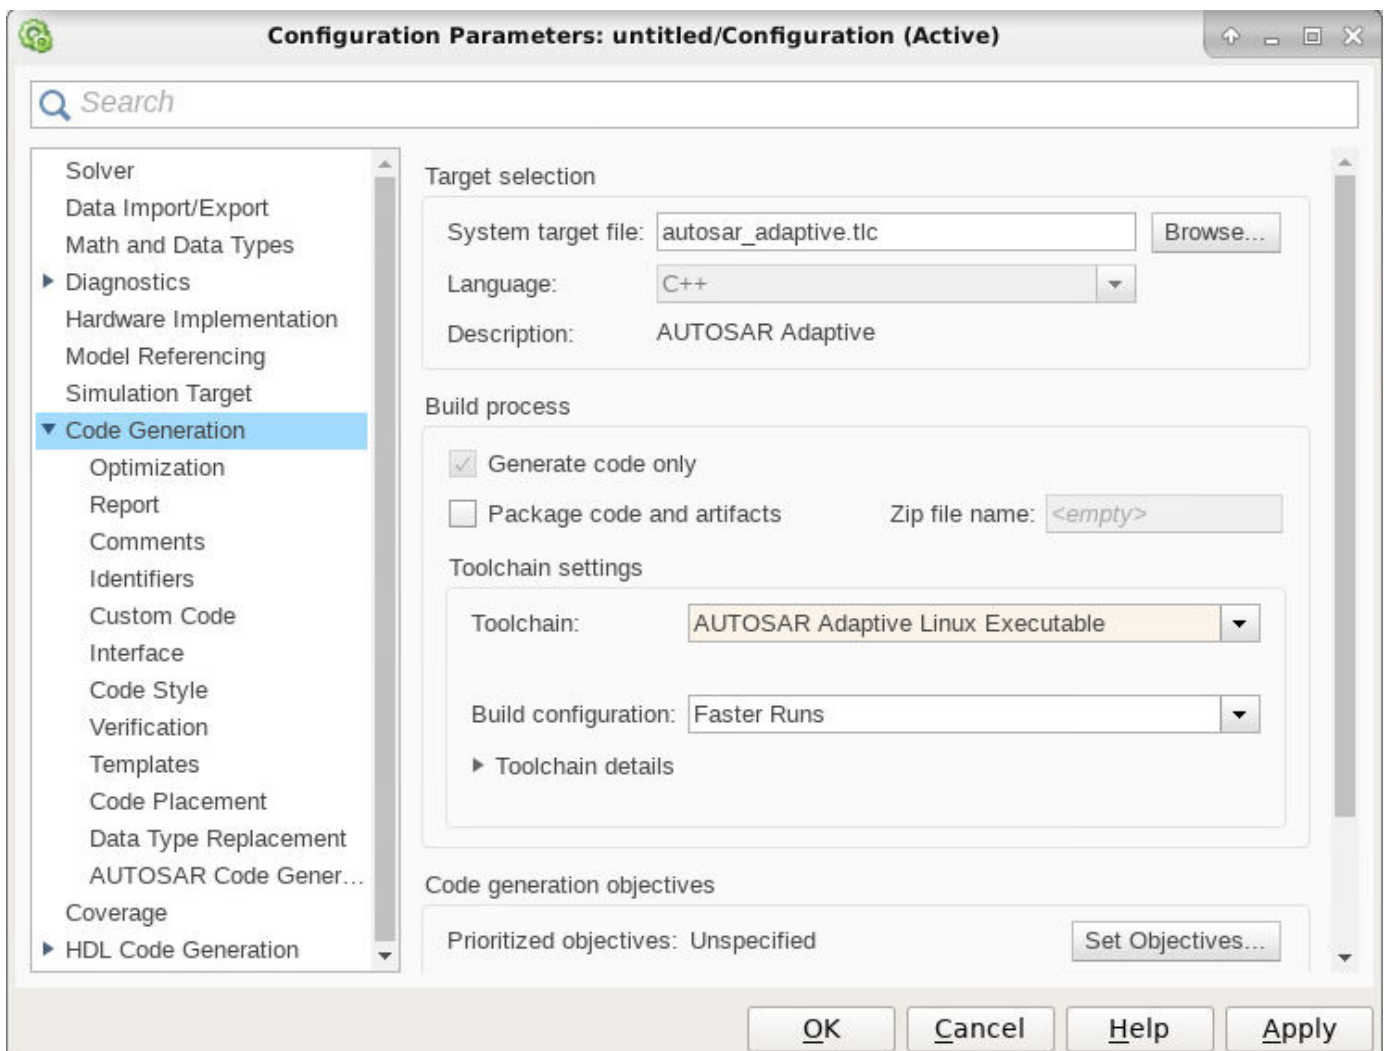 Configuration Parameters: untitled/Configuration (Active)
Search
Solver
Data Import/Export
Math and Data Types
Diagnostics
Hardware Implementation
Model Referencing
Simulation Target
Code Generation
Optimization
Report
Comments
Identifiers
Custom Code
Interface
Code Style
Verification
Templates
Code Placement
Data Type Replacement
AUTOSAR Code Gener...
Coverage
HDL Code Generation
Target selection
System target file: autosar_adaptive.tlc Browse...
Language: C++
Description: AUTOSAR Adaptive
Build process
Generate code only
Package code and artifacts Zip file name: <empty>
Toolchain settings
Toolchain: AUTOSAR Adaptive Linux Executable
Build configuration: Faster Runs
Toolchain details
Code generation objectives
Prioritized objectives: Unspecified Set Objectives...
OK Cancel Help Apply